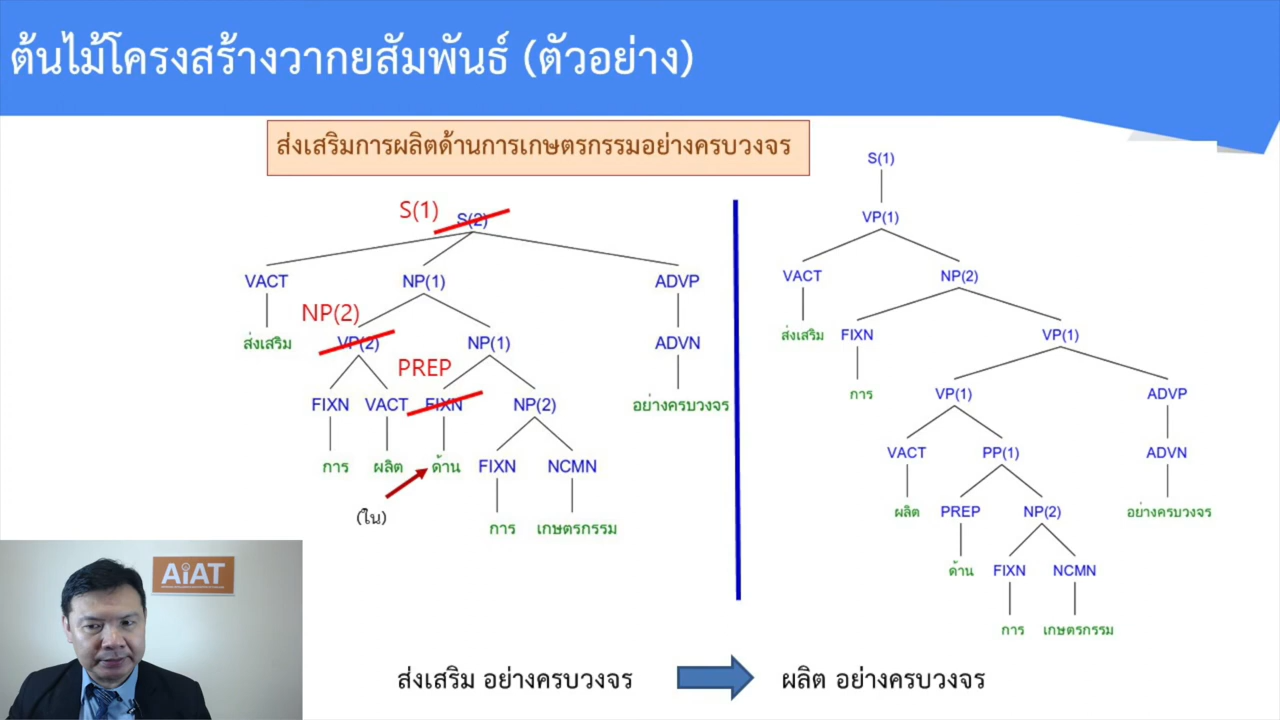 ต้นไม้โครงสร้างวากยสัมพันธ์ (ตัวอย่าง)
ส่งเสริมการผลิตด้านการเกษตรกรรมอย่างครบวงจร
S(1) S(2)
VACT NP(1) ADVP
NP(2)
ส่งเสริม VP(2) NP(1) ADVN
PREP
FIXN VACT FIXN NP(2) อย่างครบวงจร
การ ผลิต ด้าน FIXN NCMN
(ใน) การ เกษตรกรรม
S(1)
VP(1)
VACT NP(2)
ส่งเสริม FIXN VP(1)
การ VP(1) ADVP
VACT PP(1) ADVN
ผลิต PREP NP(2) อย่างครบวงจร
ด้าน FIXN NCMN
การ เกษตรกรรม
AiAT
ส่งเสริม อย่างครบวงจร ผลิต อย่างครบวงจร